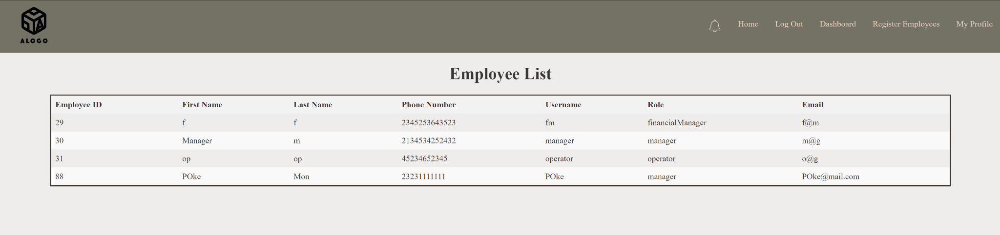 ALOGO
Home Log Out Dashboard Register Employees My Profile
Employee List
Employee ID First Name Last Name Phone Number Username Role Email
29 f f 2345253643523 fm financialManager f@m
30 Manager m 2134534252432 manager manager m@g
31 op op 45234652345 operator operator o@g
88 POke Mon 23231111111 POke manager POke@mail.com